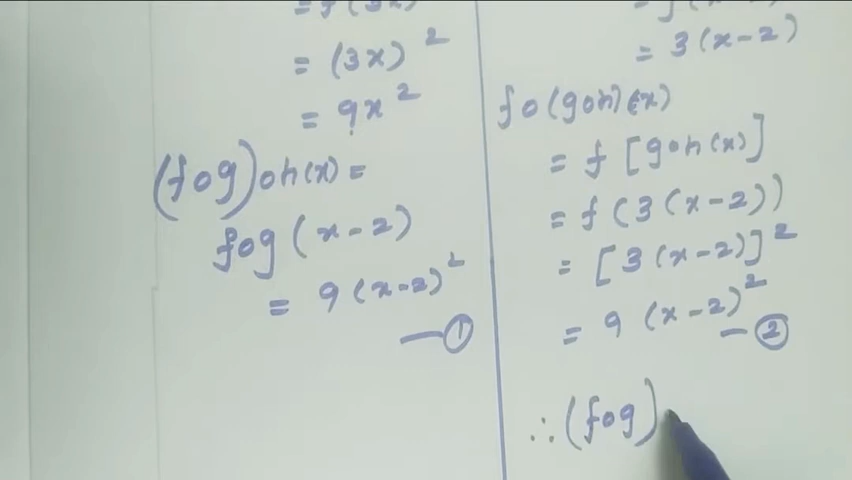 = (3x)²
= 9x²
(fog)oh(x) =
fog(x-2)
= 9(x-2)²
— ①
= 3(x-2)
fo(goh)(x)
= f[goh(x)]
= f(3(x-2))
= [3(x-2)]²
= 9(x-2)²
— ②
∴ (fog)